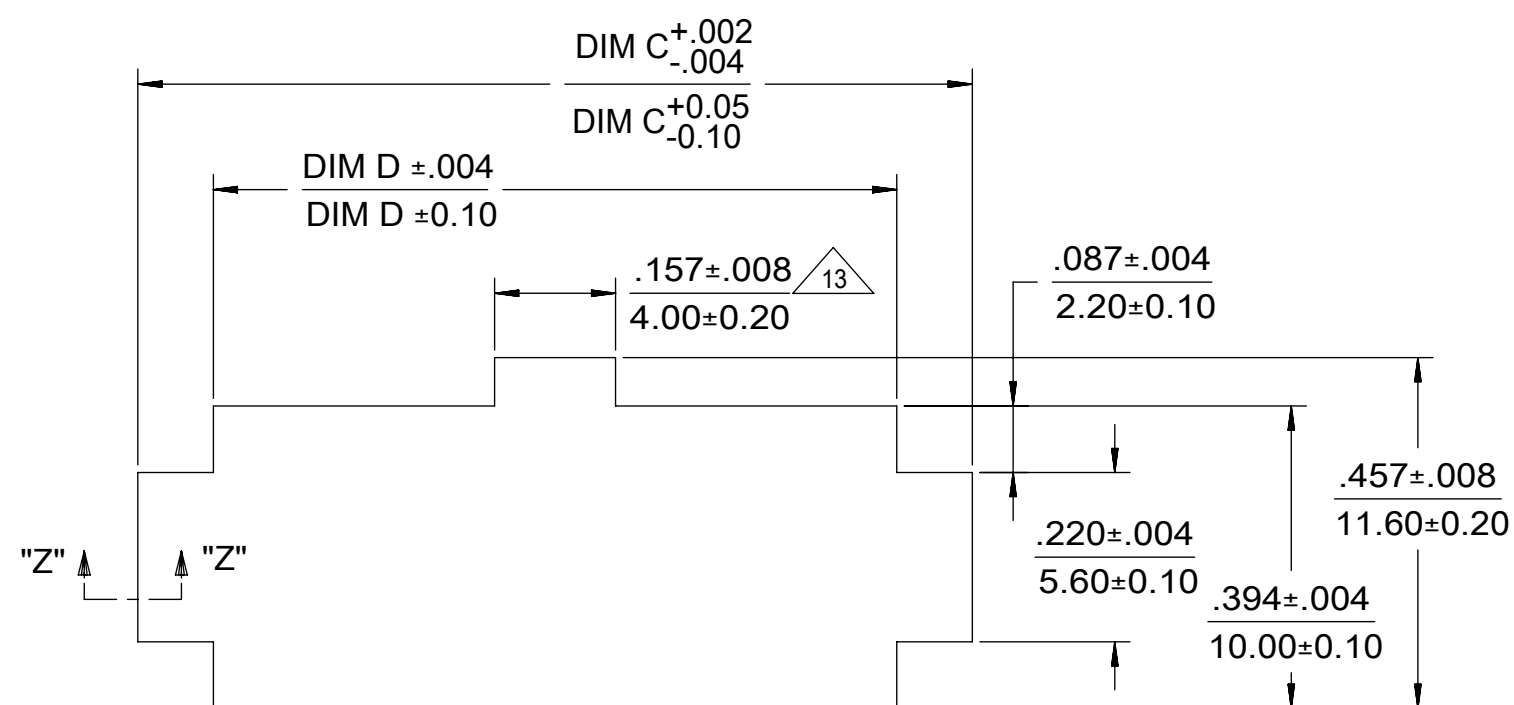 DIM C +.002
-.004
DIM C +0.05
-0.10
DIM D ±.004
DIM D ±0.10
.157±.008 13
4.00±0.20
.087±.004
2.20±0.10
.457±.008
11.60±0.20
.220±.004
5.60±0.10
"Z" "Z"
.394±.004
10.00±0.10